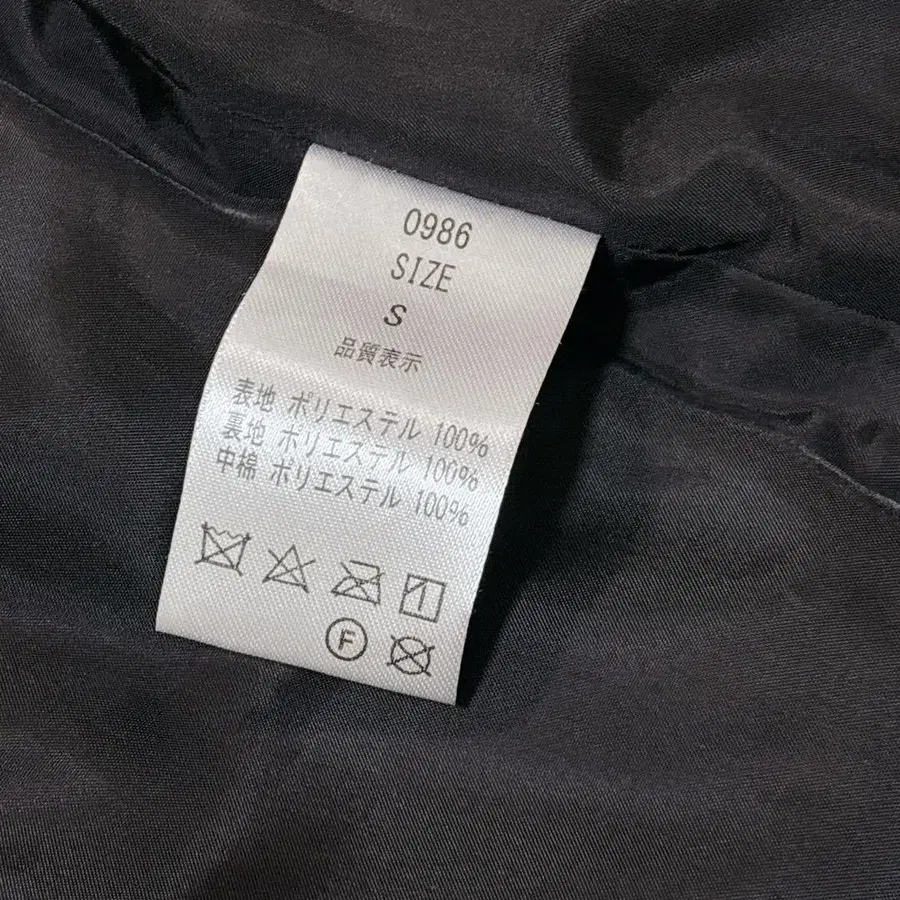 0986
SIZE
S
品質表示
表地 ポリエステル 100%
裏地 ポリエステル 100%
中棉 ポリエステル 100%
F